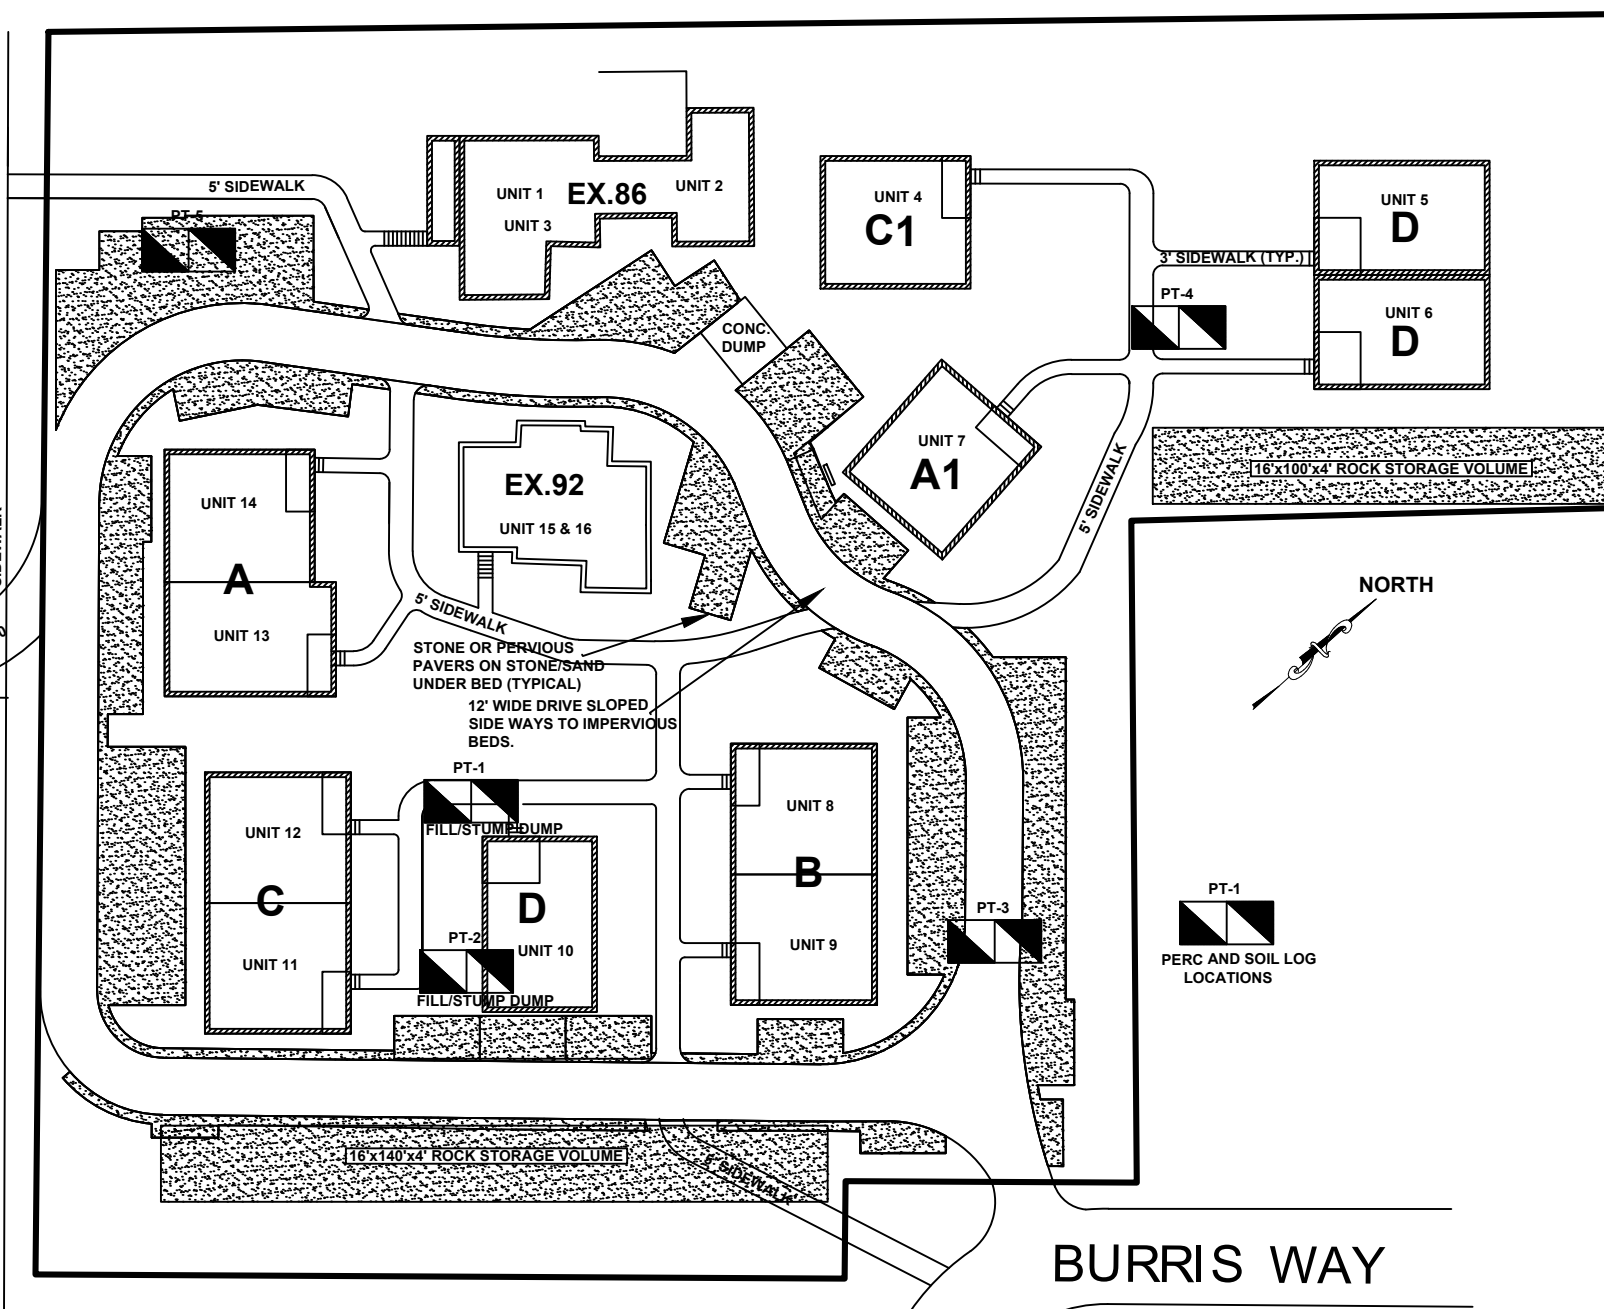 5' SIDEWALK
PT-5
UNIT 1
EX.86
UNIT 2
UNIT 3
UNIT 4
C1
UNIT 5
D
3' SIDEWALK (TYP.)
PT-4
UNIT 6
D
CONC.
DUMP
UNIT 7
A1
5' SIDEWALK
16'x100'x4' ROCK STORAGE VOLUME
EX.92
UNIT 15 & 16
UNIT 14
A
UNIT 13
5' SIDEWALK
STONE OR PERVIOUS
PAVERS ON STONE/SAND
UNDER BED (TYPICAL)
12' WIDE DRIVE SLOPED
SIDE WAYS TO IMPERVIOUS
BEDS.
NORTH
PT-1
FILL/STUMP DUMP
UNIT 12
C
UNIT 11
D
UNIT 10
PT-2
FILL/STUMP DUMP
UNIT 8
B
UNIT 9
PT-3
PT-1
PERC AND SOIL LOG
LOCATIONS
16'x140'x4' ROCK STORAGE VOLUME
5' SIDEWALK
BURRIS WAY